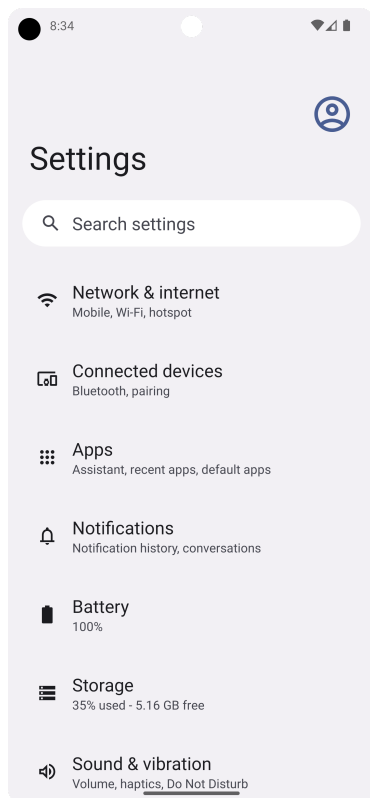 8:34
Settings
Search settings
Network & internet
Mobile, Wi-Fi, hotspot
Connected devices
Bluetooth, pairing
Apps
Assistant, recent apps, default apps
Notifications
Notification history, conversations
Battery
100%
Storage
35% used - 5.16 GB free
Sound & vibration
Volume, haptics, Do Not Disturb